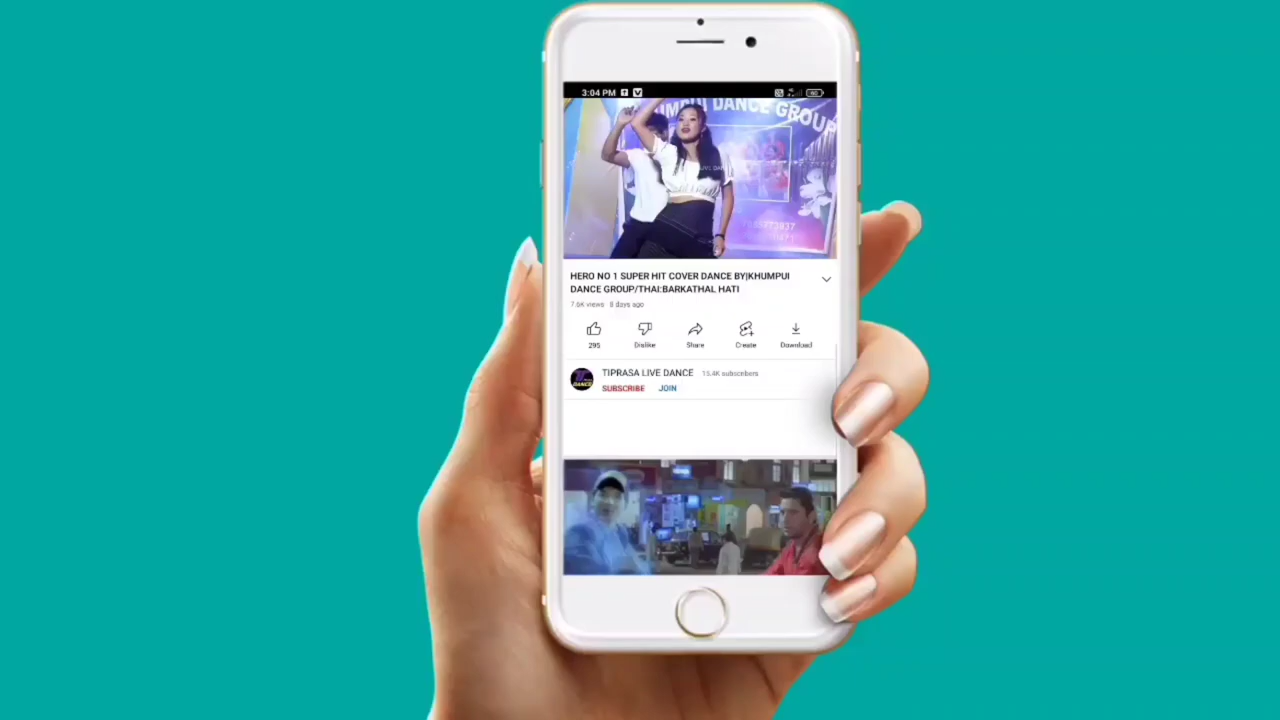 3:04 PM
KHUMPUI DANCE GROUP
HERO NO 1 SUPER HIT COVER DANCE BY|KHUMPUI
DANCE GROUP/THAI:BARKATHAL HATI
7.6K views · 8 days ago
295 Dislike Share Create Download
TIPRASA LIVE DANCE 15.4K subscribers
SUBSCRIBE JOIN